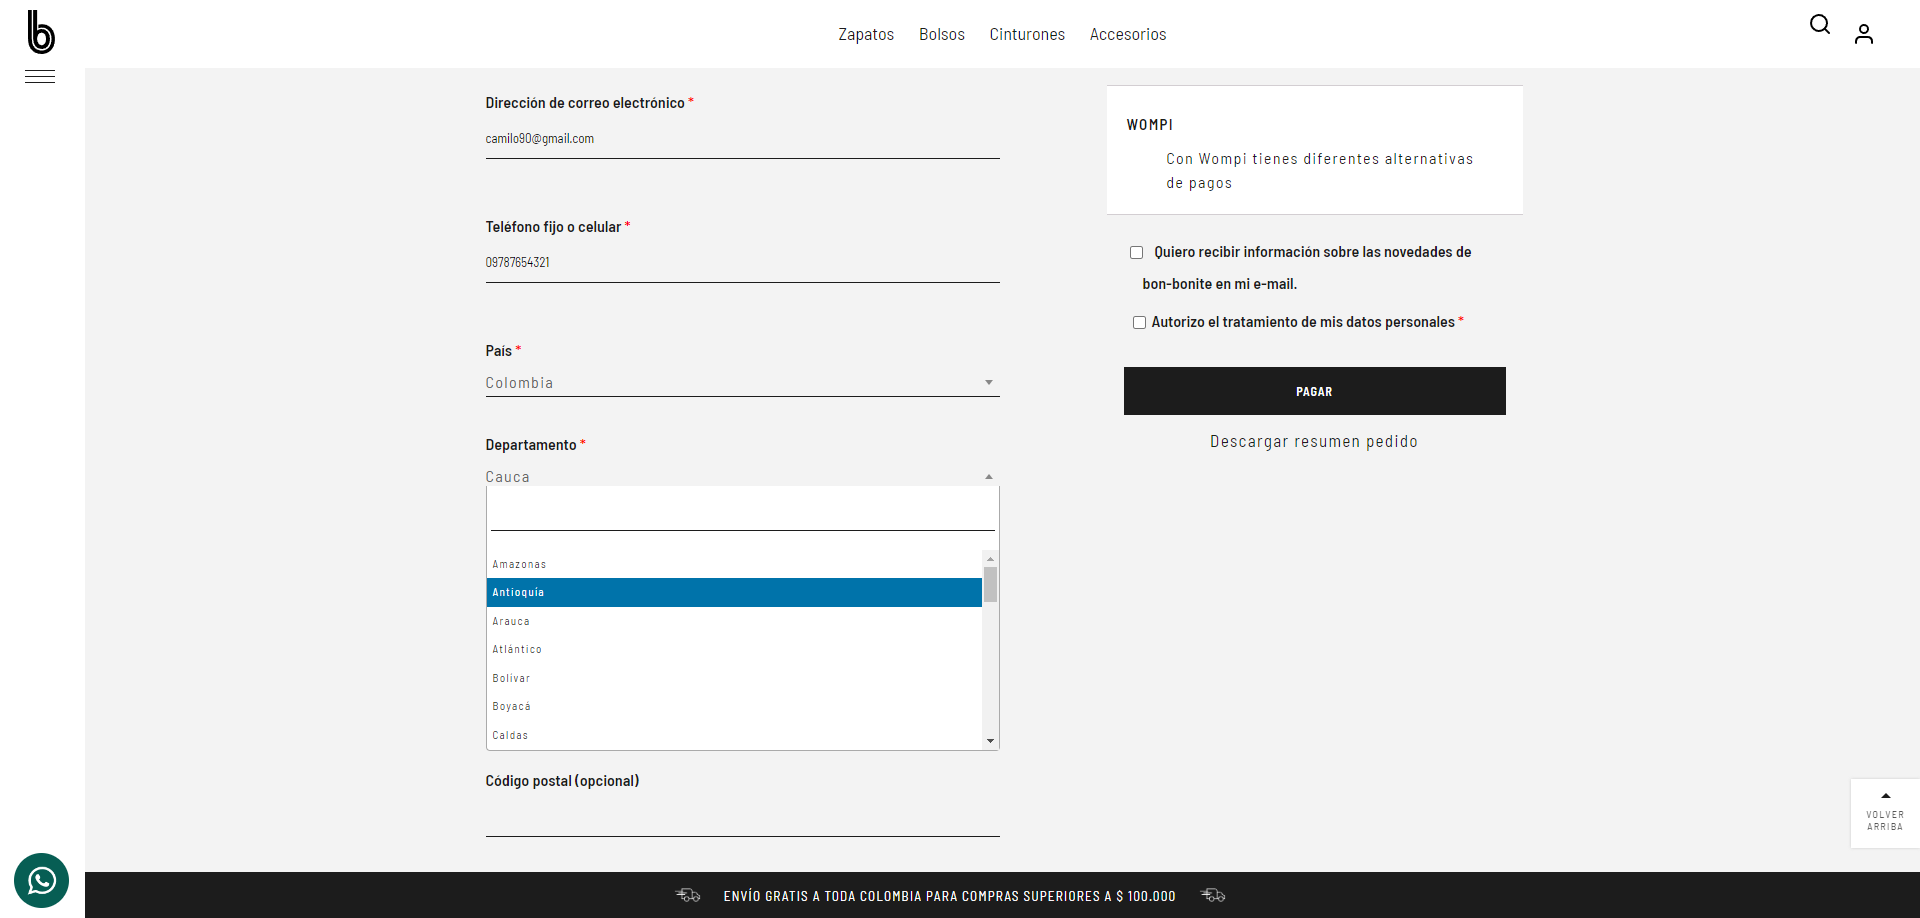 b
Zapatos Bolsos Cinturones Accesorios
Dirección de correo electrónico *
camilo90@gmail.com
Teléfono fijo o celular *
09787654321
País *
Colombia
Departamento *
Cauca
Amazonas
Antioquía
Arauca
Atlántico
Bolívar
Boyacá
Caldas
Código postal (opcional)
WOMPI
Con Wompi tienes diferentes alternativas
de pagos
Quiero recibir información sobre las novedades de
bon-bonite en mi e-mail.
Autorizo el tratamiento de mis datos personales *
PAGAR
Descargar resumen pedido
VOLVER
ARRIBA
ENVÍO GRATIS A TODA COLOMBIA PARA COMPRAS SUPERIORES A $ 100.000